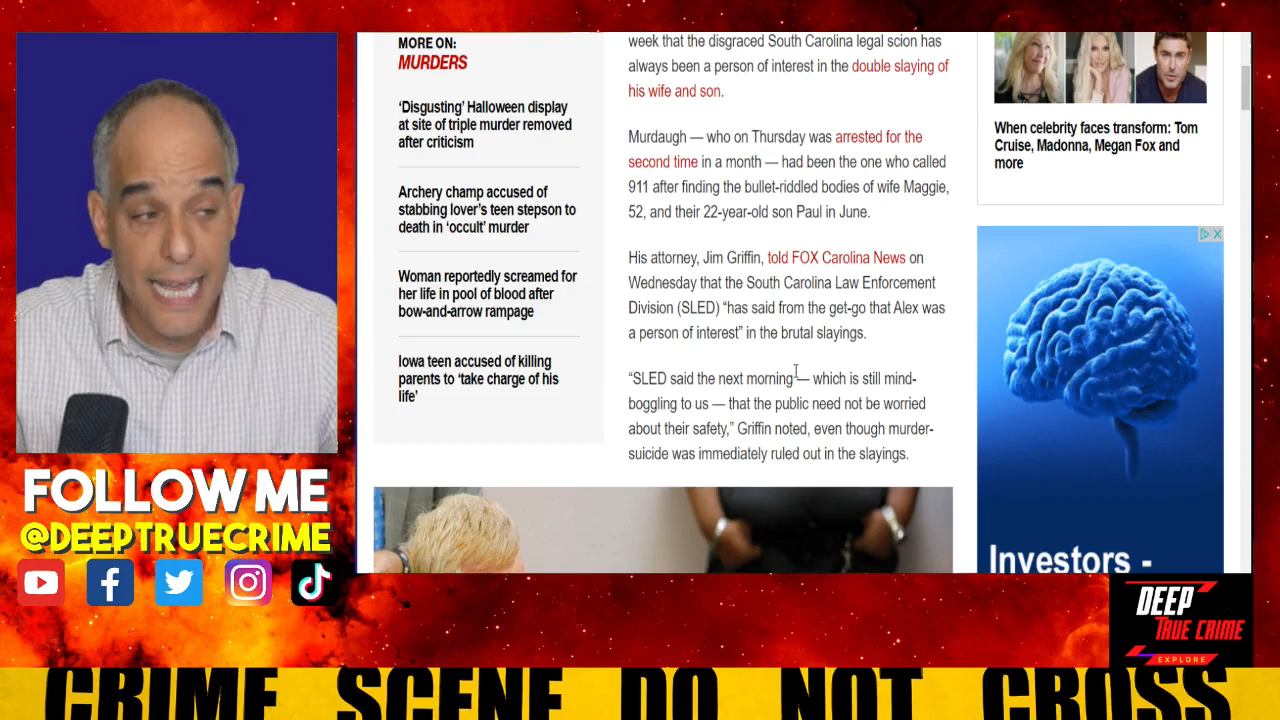 MORE ON:
MURDERS
‘Disgusting’ Halloween display
at site of triple murder removed
after criticism
Archery champ accused of
stabbing lover’s teen stepson to
death in ‘occult’ murder
Woman reportedly screamed for
her life in pool of blood after
bow-and-arrow rampage
Iowa teen accused of killing
parents to ‘take charge of his
life’
week that the disgraced South Carolina legal scion has
always been a person of interest in the double slaying of
his wife and son.
Murdaugh — who on Thursday was arrested for the
second time in a month — had been the one who called
911 after finding the bullet-riddled bodies of wife Maggie,
52, and their 22-year-old son Paul in June.
His attorney, Jim Griffin, told FOX Carolina News on
Wednesday that the South Carolina Law Enforcement
Division (SLED) “has said from the get-go that Alex was
a person of interest” in the brutal slayings.
“SLED said the next morning — which is still mind-
boggling to us — that the public need not be worried
about their safety,” Griffin noted, even though murder-
suicide was immediately ruled out in the slayings.
When celebrity faces transform: Tom
Cruise, Madonna, Megan Fox and
more
Investors -
FOLLOW ME
@DEEPTRUECRIME
DEEP
TRUE CRIME
EXPLORE
CRIME SCENE DO NOT CROSS